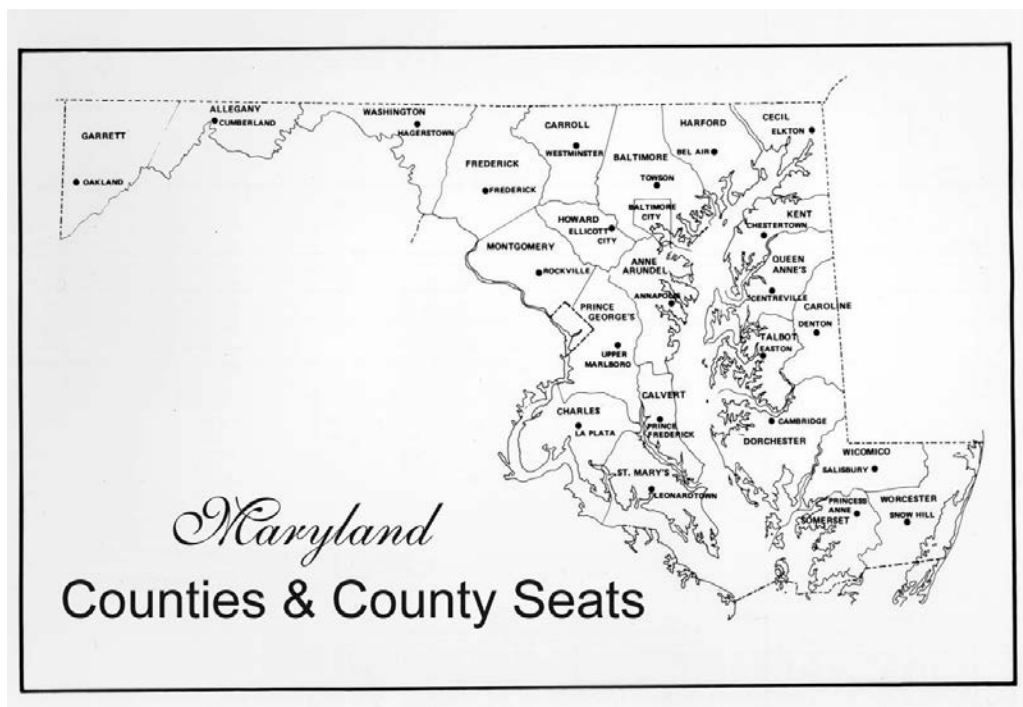 ALLEGANY
CUMBERLAND
WASHINGTON
HAGERSTOWN
GARRETT
OAKLAND
CARROLL
WESTMINSTER
HARFORD
BEL AIR
CECIL
ELKTON
FREDERICK
FREDERICK
BALTIMORE
TOWSON
BALTIMORE
CITY
HOWARD
ELLICOTT
CITY
KENT
CHESTERTOWN
MONTGOMERY
ROCKVILLE
ANNE
ARUNDEL
ANNAPOLIS
QUEEN
ANNE'S
CENTREVILLE
CAROLINE
DENTON
PRINCE
GEORGE'S
UPPER
MARLBORO
TALBOT
EASTON
CALVERT
PRINCE
FREDERICK
CHARLES
LA PLATA
CAMBRIDGE
DORCHESTER
WICOMICO
SALISBURY
ST. MARY'S
LEONARDTOWN
PRINCESS
ANNE
SOMERSET
WORCESTER
SNOW HILL
Maryland
Counties & County Seats